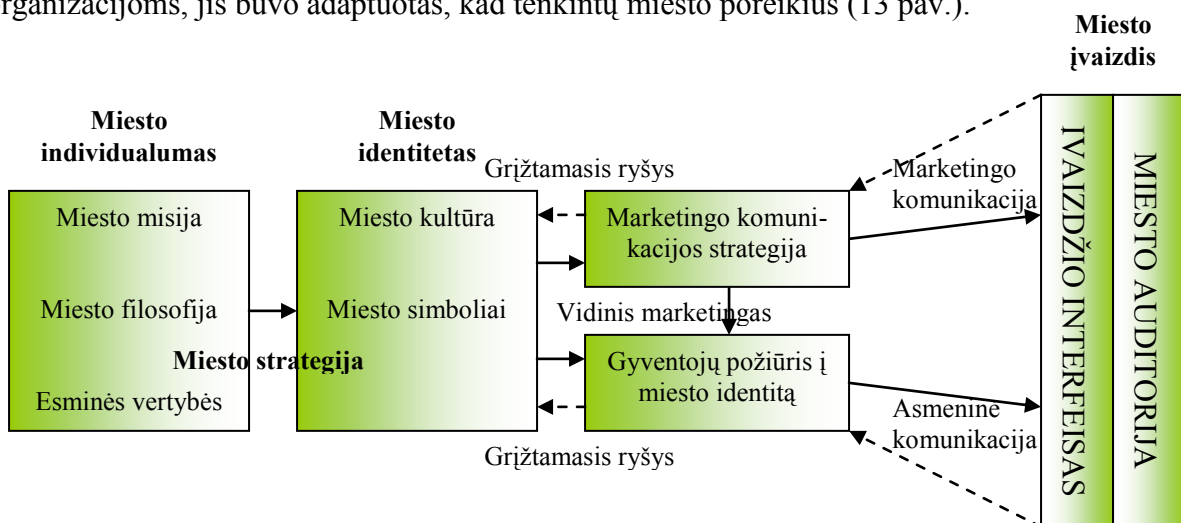 organizacijoms, jis buvo adaptuotas, kad tenkintų miesto poreikius (13 pav.).
Miesto
įvaizdis
Miesto
individualumas
Miesto
identitetas
Grįžtamasis ryšys
Marketingo
komunikacija
Miesto misija
Miesto filosofija
Esminės vertybės
Miesto strategija
Miesto kultūra
Miesto simboliai
Marketingo komuni-
kacijos strategija
Vidinis marketingas
Gyventojų požiūris į
miesto identitą
Asmeninė
komunikacija
Grįžtamasis ryšys
ĮVAIZDŽIO INTERFEISAS
MIESTO AUDITORIJA